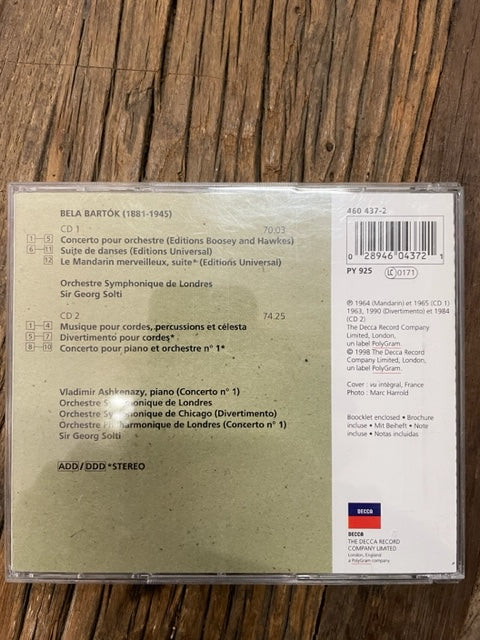 BELA BARTÓK (1881-1945)
CD 1 70.03
1 - 5 Concerto pour orchestre (Editions Boosey and Hawkes)
6 - 11 Suite de danses (Editions Universal)
12 Le Mandarin merveilleux, suite* (Editions Universal)
Orchestre Symphonique de Londres
Sir Georg Solti
CD 2 74.25
1 - 4 Musique pour cordes, percussions et célesta
5 - 7 Divertimento pour cordes*
8 - 10 Concerto pour piano et orchestre n° 1*
Vladimir Ashkenazy, piano (Concerto n° 1)
Orchestre Symphonique de Londres
Orchestre Symphonique de Chicago (Divertimento)
Orchestre Philharmonique de Londres (Concerto n° 1)
Sir Georg Solti
ADD/DDD *STEREO
460 437-2
0 28946 04372 1
PY 925 LC 0171
℗ 1964 (Mandarin) et 1965 (CD 1)
1963, 1990 (Divertimento) et 1984
(CD 2)
The Decca Record Company
Limited, London,
un label PolyGram.
© 1998 The Decca Record
Company Limited, London,
un label PolyGram.
Cover : vu intégral, France
Photo : Marc Harrold
Boocklet enclosed • Brochure
incluse • Mit Beiheft • Note
incluse • Notas incluidas
DECCA
DECCA
THE DECCA RECORD
COMPANY LIMITED
London, England
a PolyGram company